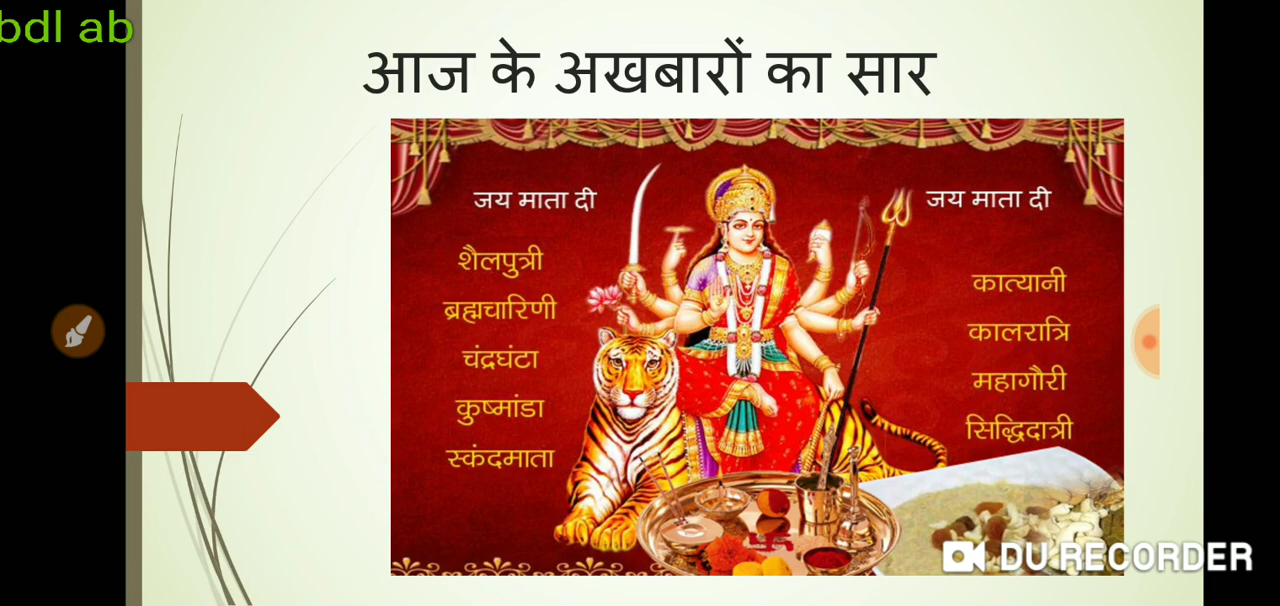 bdl ab
आज के अखबारों का सार
जय माता दी
शैलपुत्री
ब्रह्मचारिणी
चंद्रघंटा
कुष्मांडा
स्कंदमाता
जय माता दी
कात्यानी
कालरात्रि
महागौरी
सिद्धिदात्री
DU RECORDER